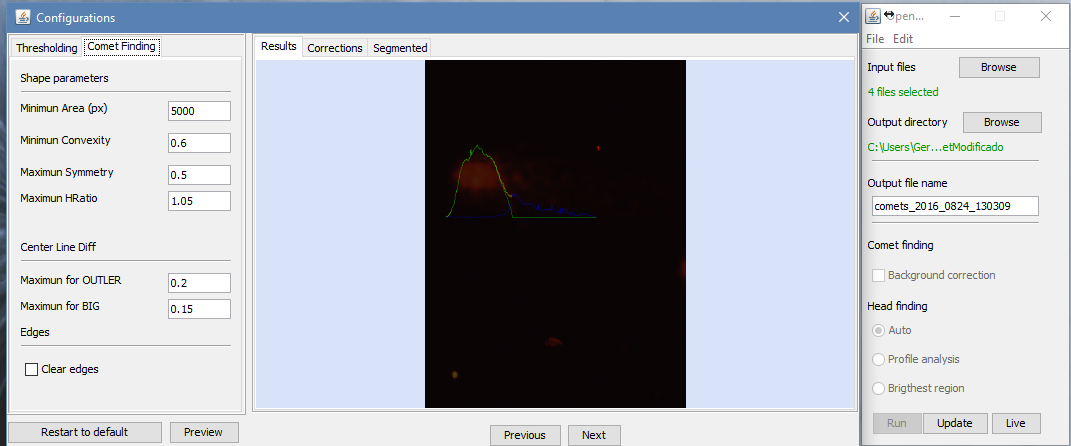 Configurations
Thresholding Comet Finding
Shape parameters
Minimun Area (px) 5000
Minimun Convexity 0.6
Maximun Symmetry 0.5
Maximun HRatio 1.05
Center Line Diff
Maximun for OUTLER 0.2
Maximun for BIG 0.15
Edges
Clear edges
Restart to default Preview
Results Corrections Segmented
Previous Next
Open...
File Edit
Input files Browse
4 files selected
Output directory Browse
C:\Users\Ger...etModificado
Output file name
comets_2016_0824_130309
Comet finding
Background correction
Head finding
Auto
Profile analysis
Brigthest region
Run Update Live